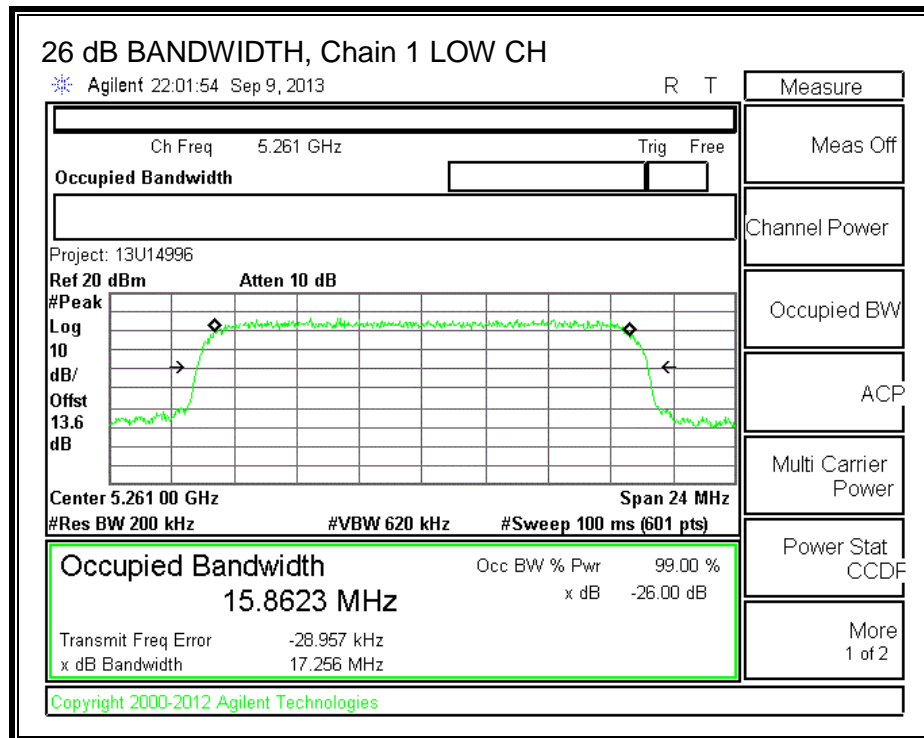 26 dB BANDWIDTH, Chain 1 LOW CH
Agilent 22:01:54 Sep 9, 2013 R T
Measure
Ch Freq 5.261 GHz Trig Free
Meas Off
Occupied Bandwidth
Channel Power
Project: 13U14996
Ref 20 dBm Atten 10 dB
#Peak
Log
10
dB/
Offst
13.6
dB
Occupied BW
ACP
Multi Carrier
Power
Center 5.261 00 GHz Span 24 MHz
#Res BW 200 kHz #VBW 620 kHz #Sweep 100 ms (601 pts)
Power Stat
CCDF
Occupied Bandwidth Occ BW % Pwr 99.00 %
15.8623 MHz x dB -26.00 dB
Transmit Freq Error -28.957 kHz
x dB Bandwidth 17.256 MHz
More
1 of 2
Copyright 2000-2012 Agilent Technologies